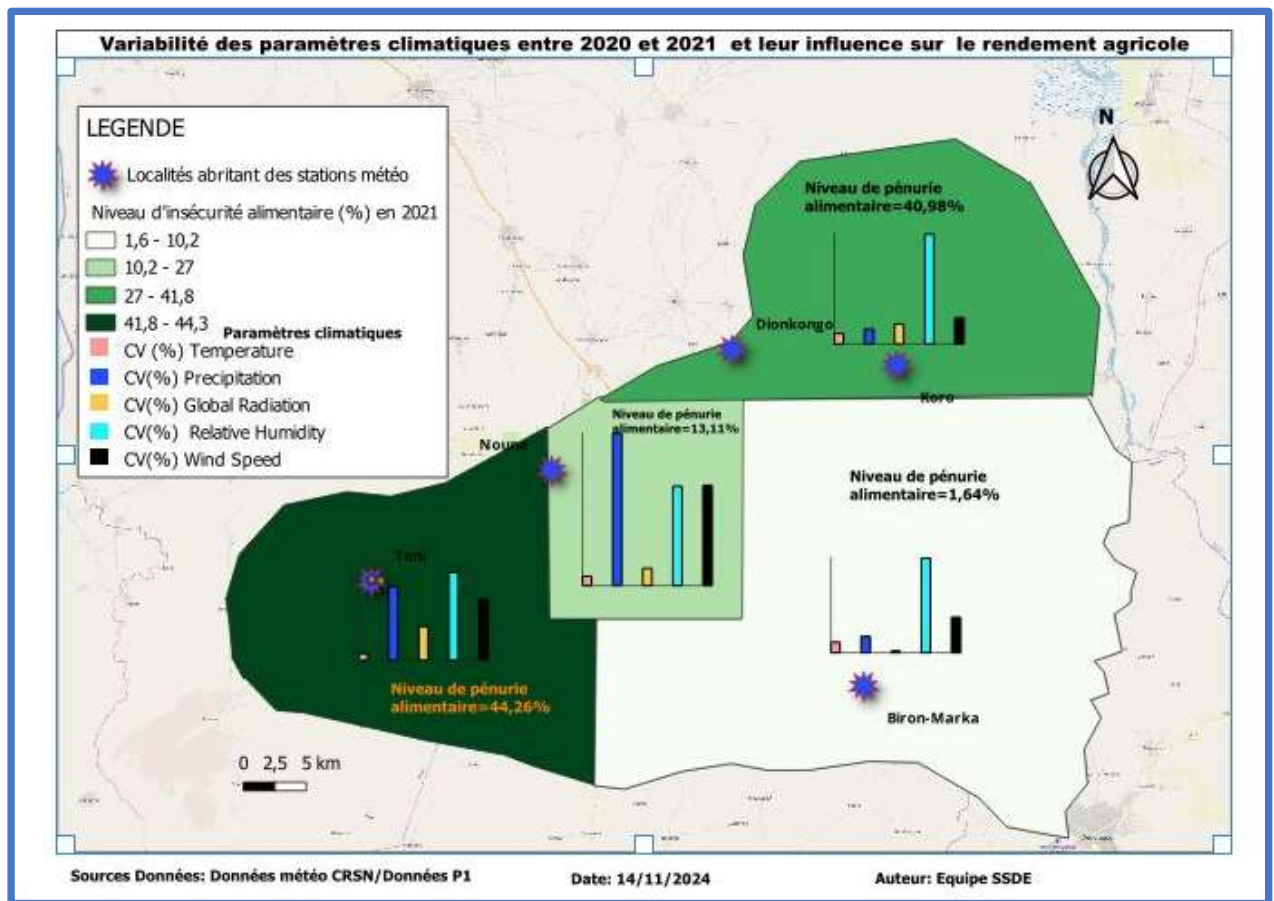 Variabilité des paramètres climatiques entre 2020 et 2021 et leur influence sur le rendement agricole
LEGENDE
Localités abritant des stations météo
Niveau d'insécurité alimentaire (%) en 2021
1,6 - 10,2
10,2 - 27
27 - 41,8
41,8 - 44,3
Paramètres climatiques
CV (%) Temperature
CV(%) Precipitation
CV(%) Global Radiation
CV(%) Relative Humidity
CV(%) Wind Speed
N
Niveau de pénurie
alimentaire=40,98%
Dionkongo
Koro
Niveau de pénurie
alimentaire=13,11%
Nouna
Niveau de pénurie
alimentaire=1,64%
Toni
Niveau de pénurie
alimentaire=44,26%
Biron-Marka
0 2,5 5 km
Sources Données: Données météo CRSN/Données P1
Date: 14/11/2024
Auteur: Equipe SSDE